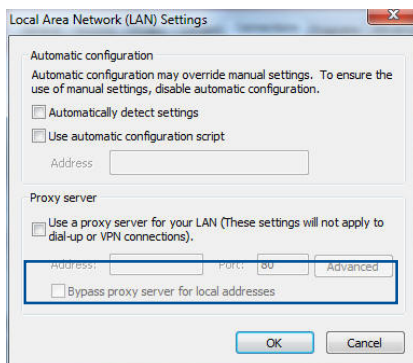 Local Area Network (LAN) Settings
Automatic configuration
Automatic configuration may override manual settings. To ensure the
use of manual settings, disable automatic configuration.
Automatically detect settings
Use automatic configuration script
Address
Proxy server
Use a proxy server for your LAN (These settings will not apply to
dial-up or VPN connections).
Address: Port: 80 Advanced
Bypass proxy server for local addresses
OK Cancel